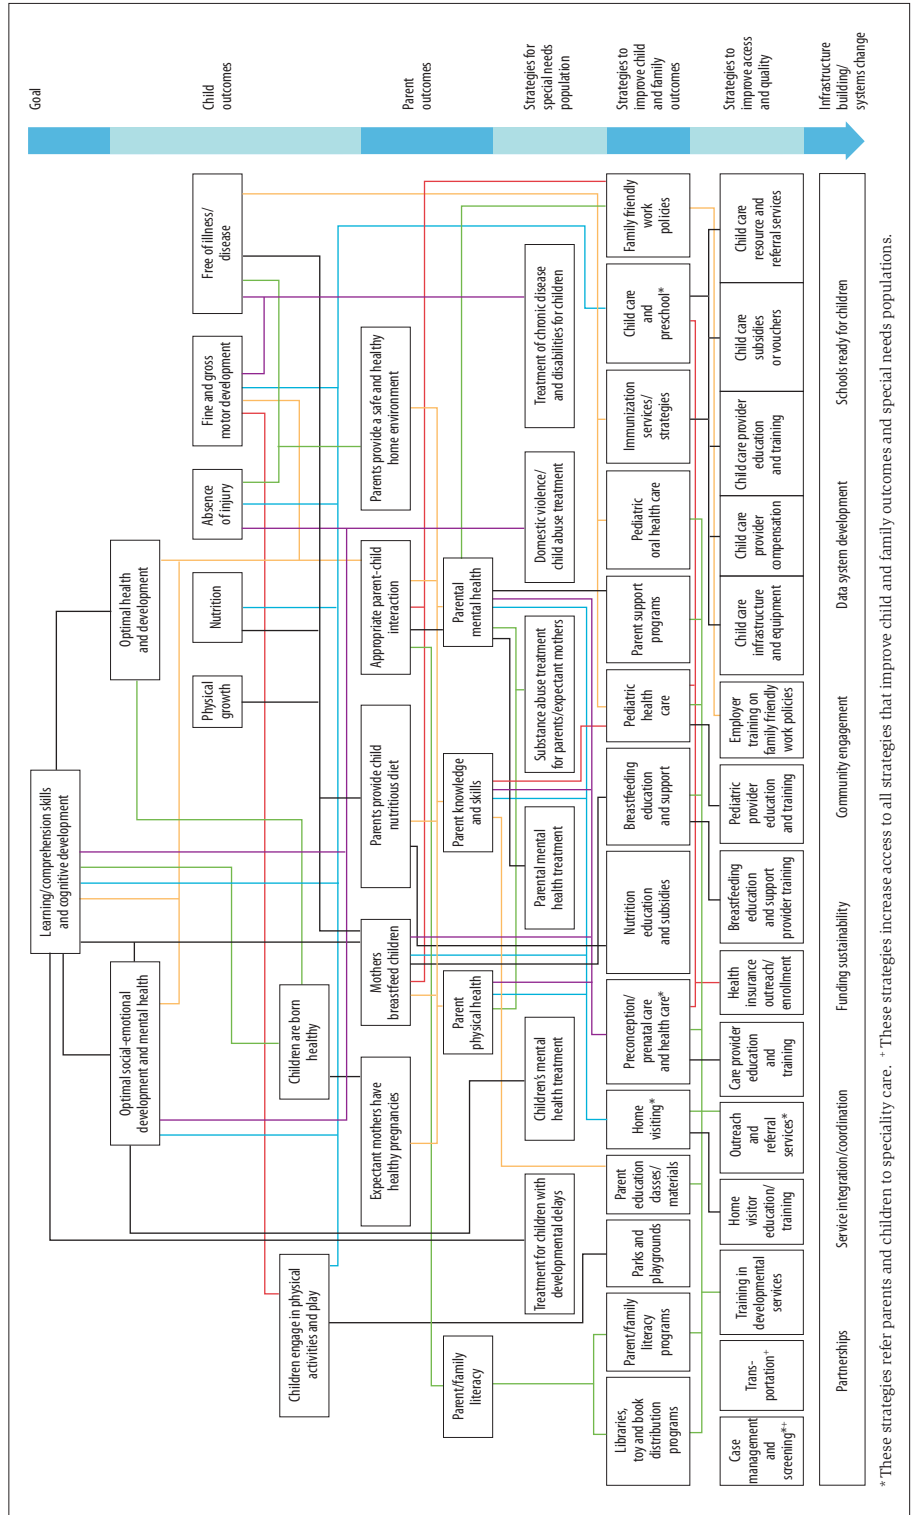 Goal
Child
outcomes
Parent
outcomes
Strategies for
special needs
population
Strategies to
improve child
and family
outcomes
Strategies to
improve access
and quality
Infrastructure
building/
systems change
Learning/comprehension skills
and cognitive development
Optimal social-emotional
development and mental health
Optimal health
and development
Physical
growth
Nutrition
Absence
of injury
Fine and gross
motor development
Free of illness/
disease
Children engage in physical
activities and play
Children are born
healthy
Expectant mothers have
healthy pregnancies
Mothers
breastfeed children
Parents provide child
nutritious diet
Appropriate parent-child
interaction
Parents provide a safe and healthy
home environment
Parent/family
literacy
Parent
physical health
Parent knowledge
and skills
Parental
mental health
Treatment for children with
developmental delays
Children's mental
health treatment
Parental mental
health treatment
Substance abuse treatment
for parents/expectant mothers
Domestic violence/
child abuse treatment
Treatment of chronic disease
and disabilities for children
Libraries,
toy and book
distribution
programs
Parent/family
literacy
programs
Parks and
playgrounds
Parent
education
classes/
materials
Home
visiting*
Preconception/
prenatal care
and health care*
Nutrition
education
and subsidies
Breastfeeding
education
and support
Pediatric
health
care
Parent support
programs
Pediatric
oral health care
Immunization
services/
strategies
Child care
and
preschool*
Family friendly
work
policies
Case
management
and
screening*+
Trans-
portation+
Training in
developmental
services
Home
visitor
education/
training
Outreach
and
referral
services*
Care provider
education
and
training
Health
insurance
outreach/
enrollment
Breastfeeding
education
and support
provider training
Pediatric
provider
education
and training
Employer
training on
family friendly
work policies
Child care
infrastructure
and equipment
Child care
provider
compensation
Child care provider
education
and training
Child care
subsidies
or vouchers
Child care
resource and
referral services
Partnerships
Service integration/coordination
Funding sustainability
Community engagement
Data system development
Schools ready for children
* These strategies refer parents and children to speciality care. + These strategies increase access to all strategies that improve child and family outcomes and special needs populations.